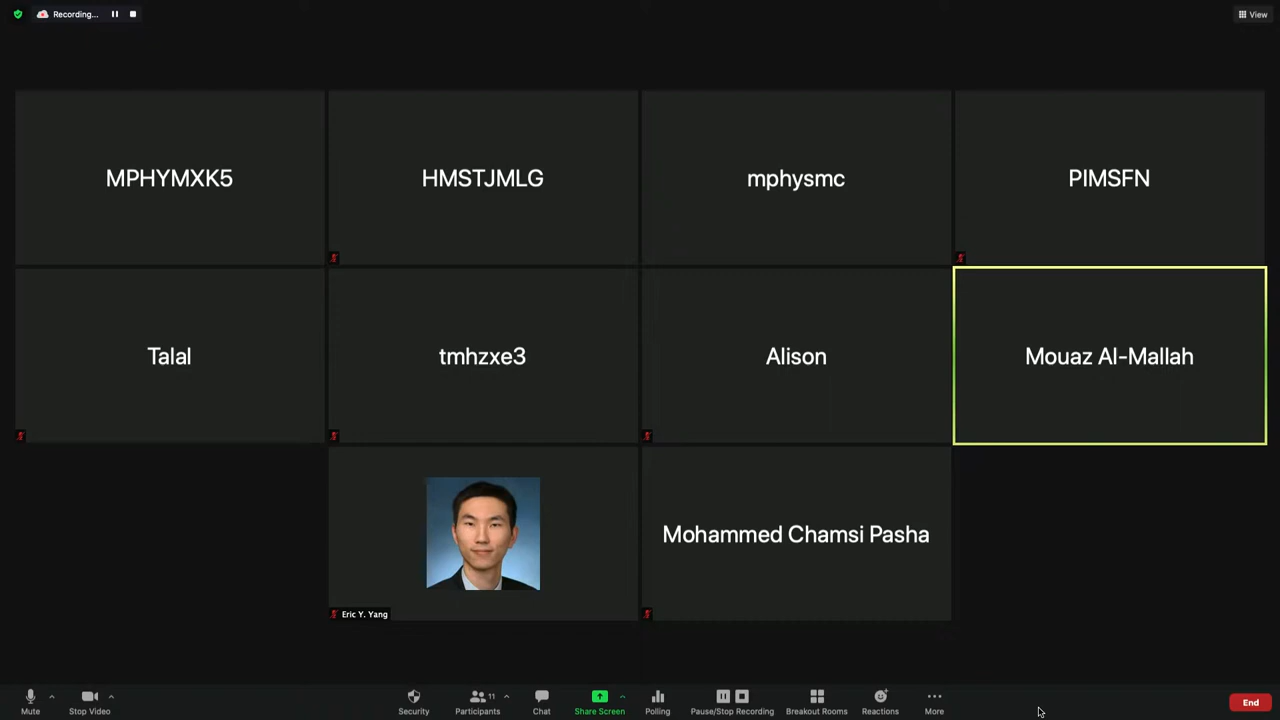 Recording...
View
MPHYMXK5
HMSTJMLG
mphysmc
PIMSFN
Talal
tmhzxe3
Alison
Mouaz Al-Mallah
Eric Y. Yang
Mohammed Chamsi Pasha
Mute
Stop Video
Security
Participants
11
Chat
Share Screen
Polling
Pause/Stop Recording
Breakout Rooms
Reactions
More
End